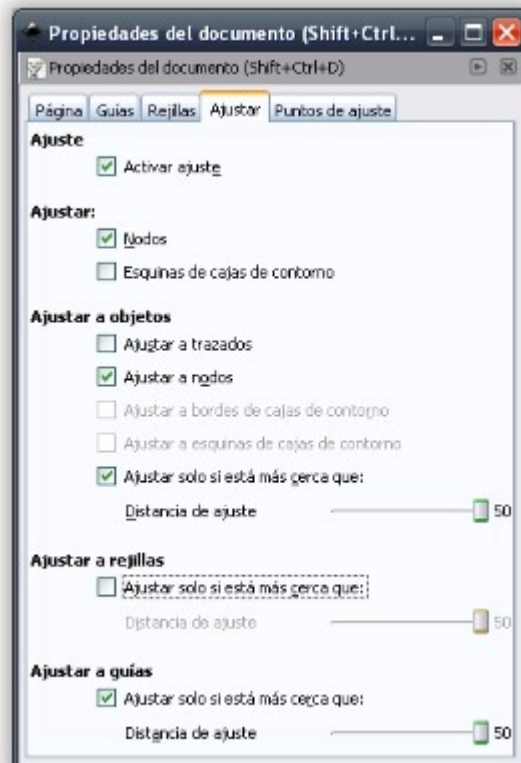 Propiedades del documento (Shift+Ctrl...
Propiedades del documento (Shift+Ctrl+D)
Página Guías Rejillas Ajustar Puntos de ajuste
Ajuste
Activar ajuste
Ajustar:
Nodos
Esquinas de cajas de contorno
Ajustar a objetos
Ajustar a trazados
Ajustar a nodos
Ajustar a bordes de cajas de contorno
Ajustar a esquinas de cajas de contorno
Ajustar solo si está más cerca que:
Distancia de ajuste 50
Ajustar a rejillas
Ajustar solo si está más cerca que:
Distancia de ajuste 50
Ajustar a guías
Ajustar solo si está más cerca que:
Distancia de ajuste 50